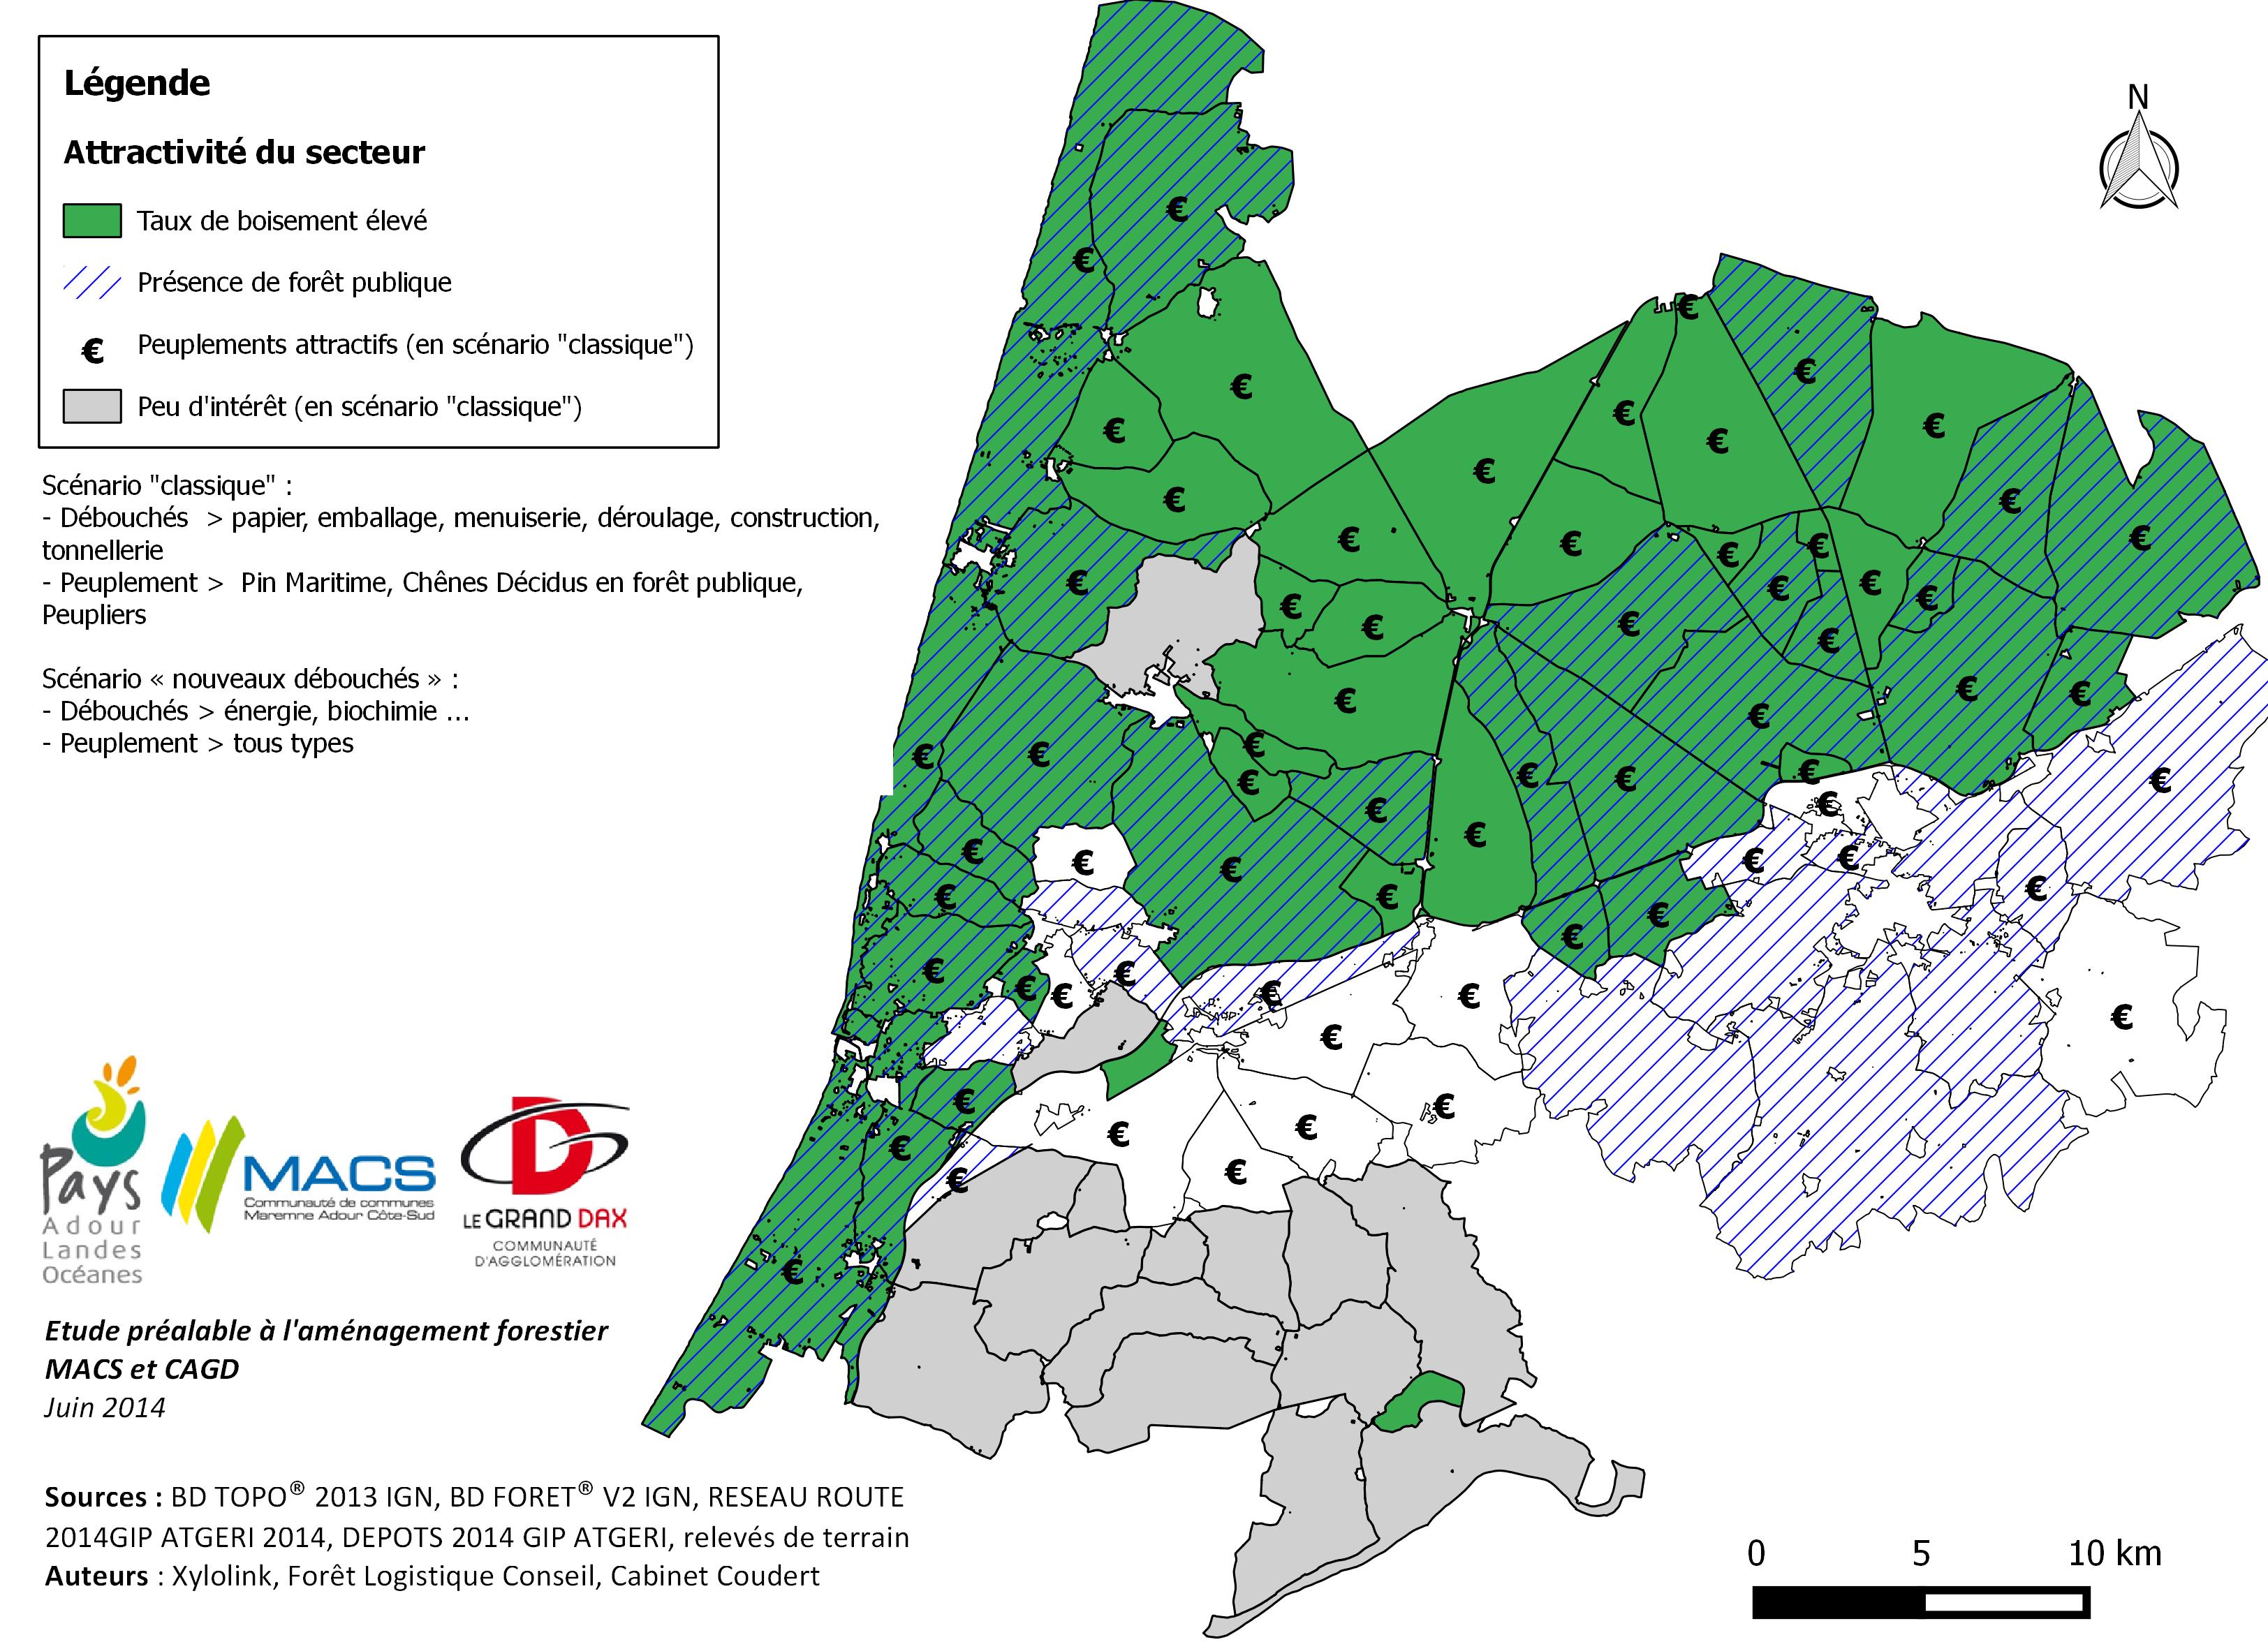 Légende
Attractivité du secteur
Taux de boisement élevé
Présence de forêt publique
€ Peuplements attractifs (en scénario "classique")
Peu d'intérêt (en scénario "classique")
Scénario "classique" :
- Débouchés > papier, emballage, menuiserie, déroulage, construction,
tonnellerie
- Peuplement > Pin Maritime, Chênes Décidus en forêt publique,
Peupliers
Scénario « nouveaux débouchés » :
- Débouchés > énergie, biochimie ...
- Peuplement > tous types
N
Pays
Adour
Landes
Océanes
MACS
Communauté de communes
Maremne Adour Côte-Sud
D
LE GRAND DAX
COMMUNAUTÉ
D'AGGLOMÉRATION
Etude préalable à l'aménagement forestier
MACS et CAGD
Juin 2014
Sources : BD TOPO® 2013 IGN, BD FORET® V2 IGN, RESEAU ROUTE
2014GIP ATGERI 2014, DEPOTS 2014 GIP ATGERI, relevés de terrain
Auteurs : Xylolink, Forêt Logistique Conseil, Cabinet Coudert
0 5 10 km